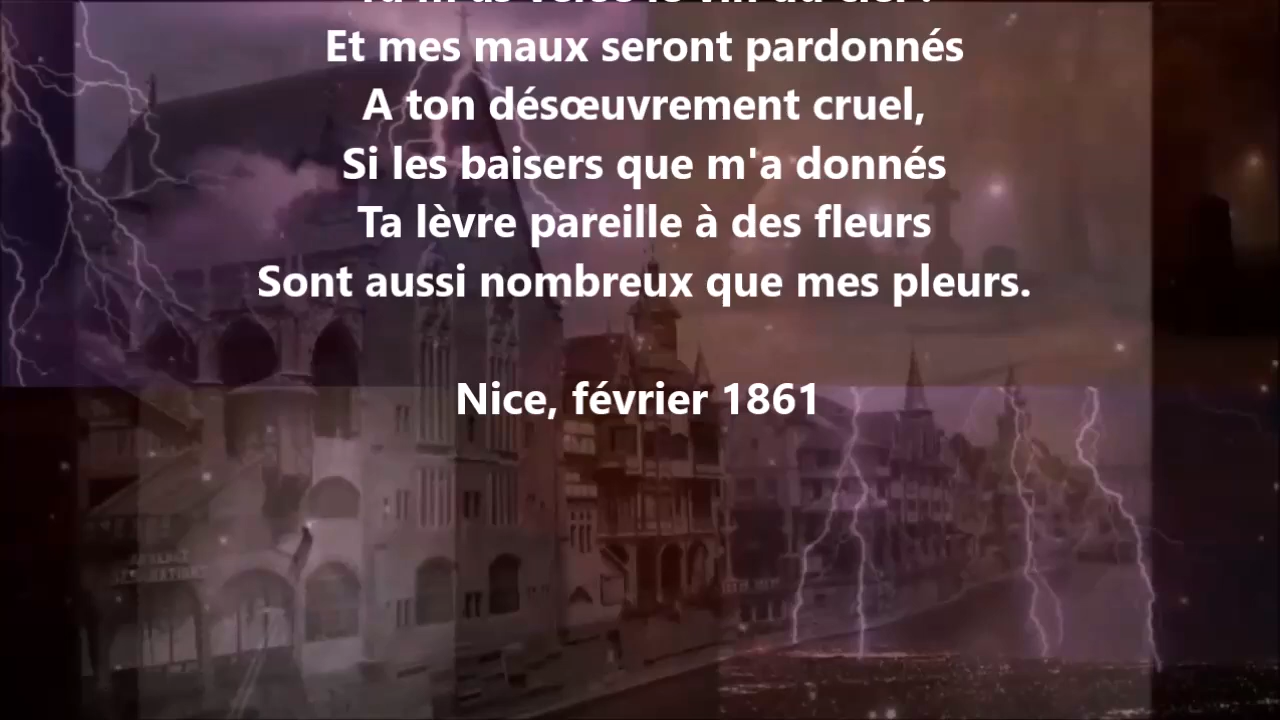 Et mes maux seront pardonnés
A ton désœuvrement cruel,
Si les baisers que m'a donnés
Ta lèvre pareille à des fleurs
Sont aussi nombreux que mes pleurs.
Nice, février 1861